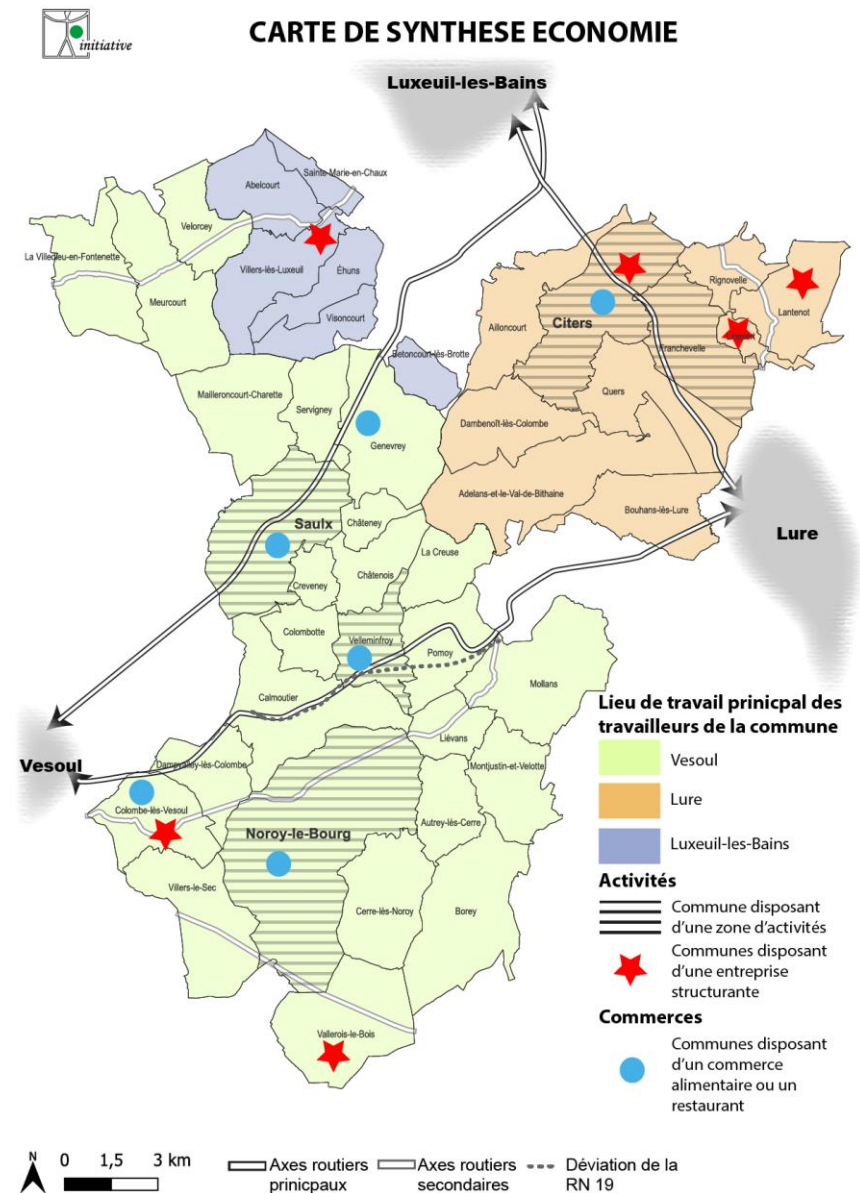 initiative
CARTE DE SYNTHESE ECONOMIE
Luxeuil-les-Bains
Sainte-Marie-en-Chaux
Abelcourt
Velorcey
La Villedieu-en-Fontenette
Villers-lès-Luxeuil
Éhuns
Meurcourt
Visoncourt
Rignovelle
Lantenot
Ailloncourt
Citers
Franchevelle
Betoncourt-lès-Brotte
Mailleroncourt-Charette
Servigney
Quers
Genevrey
Dambenoît-lès-Colombe
Adelans-et-le Val-de-Bithaine
Bouhans-lès-Lure
Saulx
Châteney
Lure
La Creuse
Châtenois
Creveney
Colombotte
Velleminfroy
Pomoy
Mollans
Calmoutier
Liévans
Vesoul
Dampvalley-lès-Colombe
Montjustin-et-Velotte
Colombe-lès-Vesoul
Autrey-lès-Cerre
Noroy-le-Bourg
Villers-le-Sec
Cerre-lès-Noroy
Borey
Vallerois-le-Bois
Lieu de travail prinicpal des
travailleurs de la commune
Vesoul
Lure
Luxeuil-les-Bains
Activités
Commune disposant
d'une zone d'activités
Communes disposant
d'une entreprise
structurante
Commerces
Communes disposant
d'un commerce
alimentaire ou un
restaurant
N
0 1,5 3 km
Axes routiers
prinicpaux
Axes routiers
secondaires
Déviation de la
RN 19